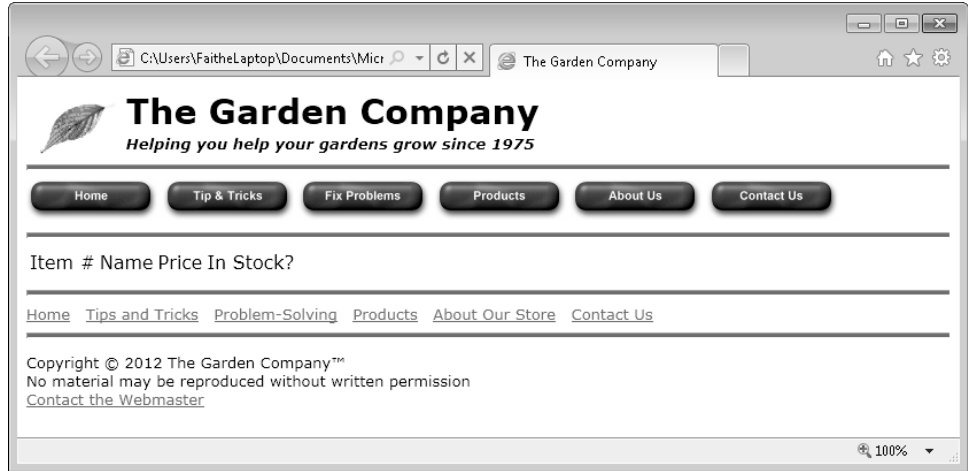 C:\Users\FaitheLaptop\Documents\Micr
The Garden Company
The Garden Company
Helping you help your gardens grow since 1975
Home Tip & Tricks Fix Problems Products About Us Contact Us
Item # Name Price In Stock?
Home Tips and Tricks Problem-Solving Products About Our Store Contact Us
Copyright © 2012 The Garden Company™
No material may be reproduced without written permission
Contact the Webmaster
100%